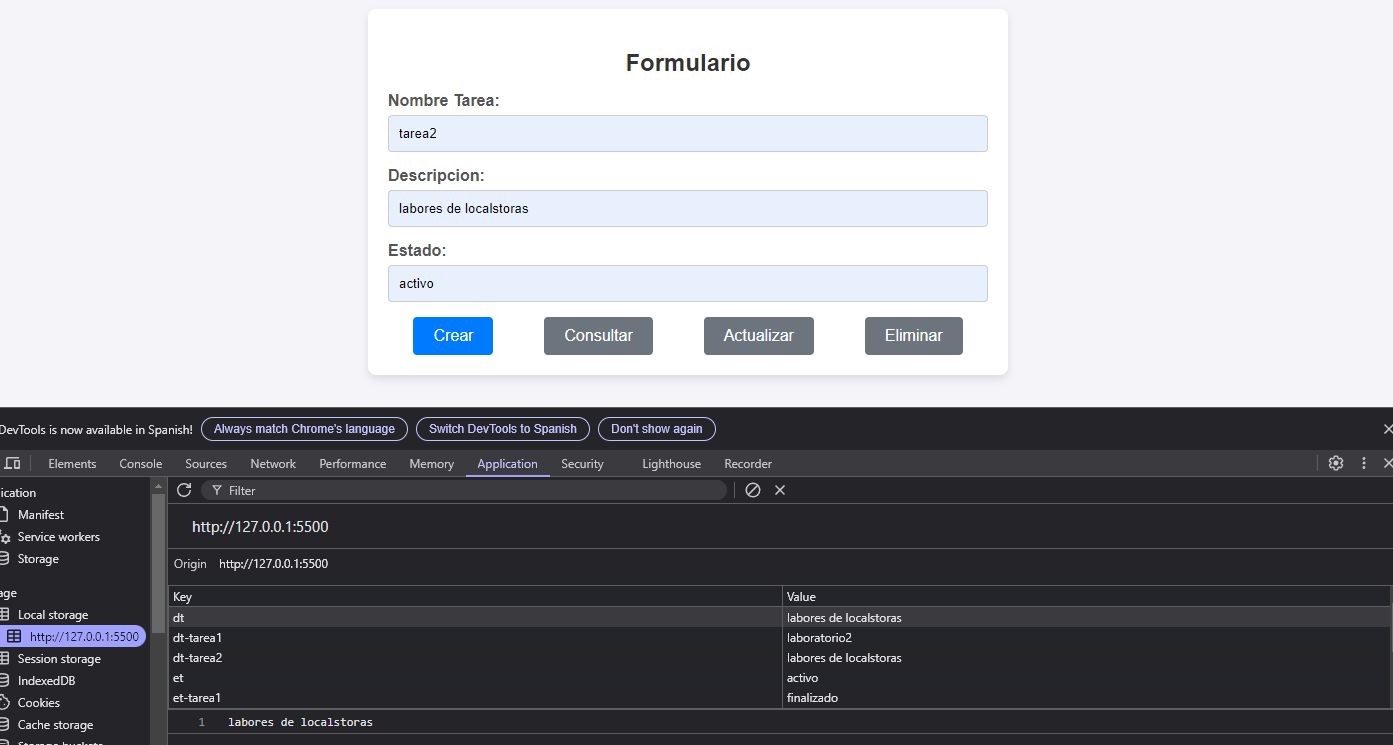 Formulario
Nombre Tarea:
tarea2
Descripcion:
labores de localstoras
Estado:
activo
Crear Consultar Actualizar Eliminar
DevTools is now available in Spanish! Always match Chrome's language Switch DevTools to Spanish Don't show again
Elements Console Sources Network Performance Memory Application Security Lighthouse Recorder
ication
Manifest
Service workers
Storage
age
Local storage
http://127.0.0.1:5500
Session storage
IndexedDB
Cookies
Cache storage
Filter
http://127.0.0.1:5500
Origin http://127.0.0.1:5500
Key Value
dt labores de localstoras
dt-tarea1 laboratorio2
dt-tarea2 labores de localstoras
et activo
et-tarea1 finalizado
1 labores de localstoras